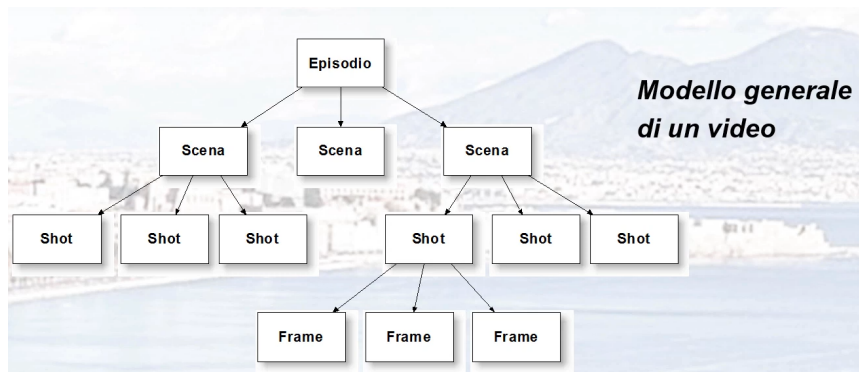 Episodio
Modello generale
di un video
Scena Scena Scena
Shot Shot Shot Shot Shot Shot
Frame Frame Frame